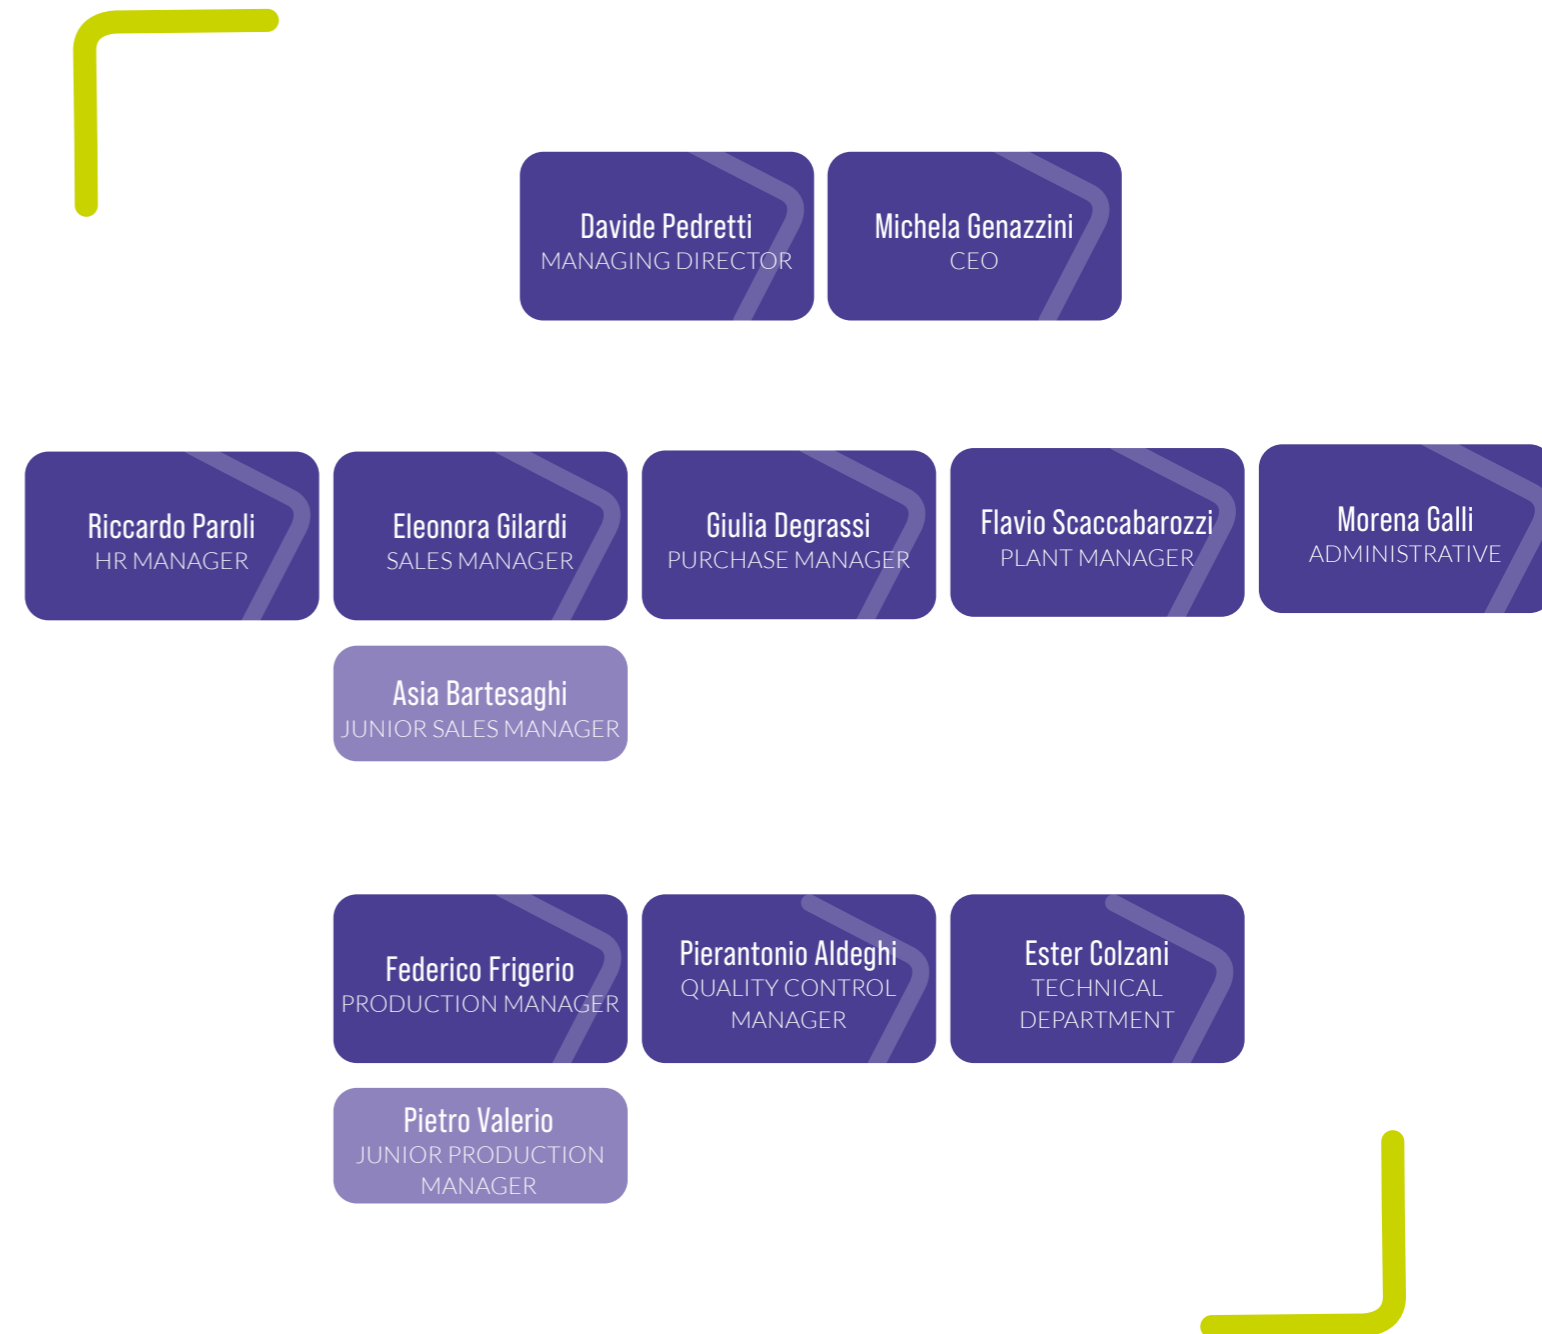 Davide Pedretti
MANAGING DIRECTOR
Michela Genazzini
CEO
Riccardo Paroli
HR MANAGER
Eleonora Gilardi
SALES MANAGER
Giulia Degrassi
PURCHASE MANAGER
Flavio Scaccabarozzi
PLANT MANAGER
Morena Galli
ADMINISTRATIVE
Asia Bartesaghi
JUNIOR SALES MANAGER
Federico Frigerio
PRODUCTION MANAGER
Pierantonio Aldeghi
QUALITY CONTROL
MANAGER
Ester Colzani
TECHNICAL
DEPARTMENT
Pietro Valerio
JUNIOR PRODUCTION
MANAGER